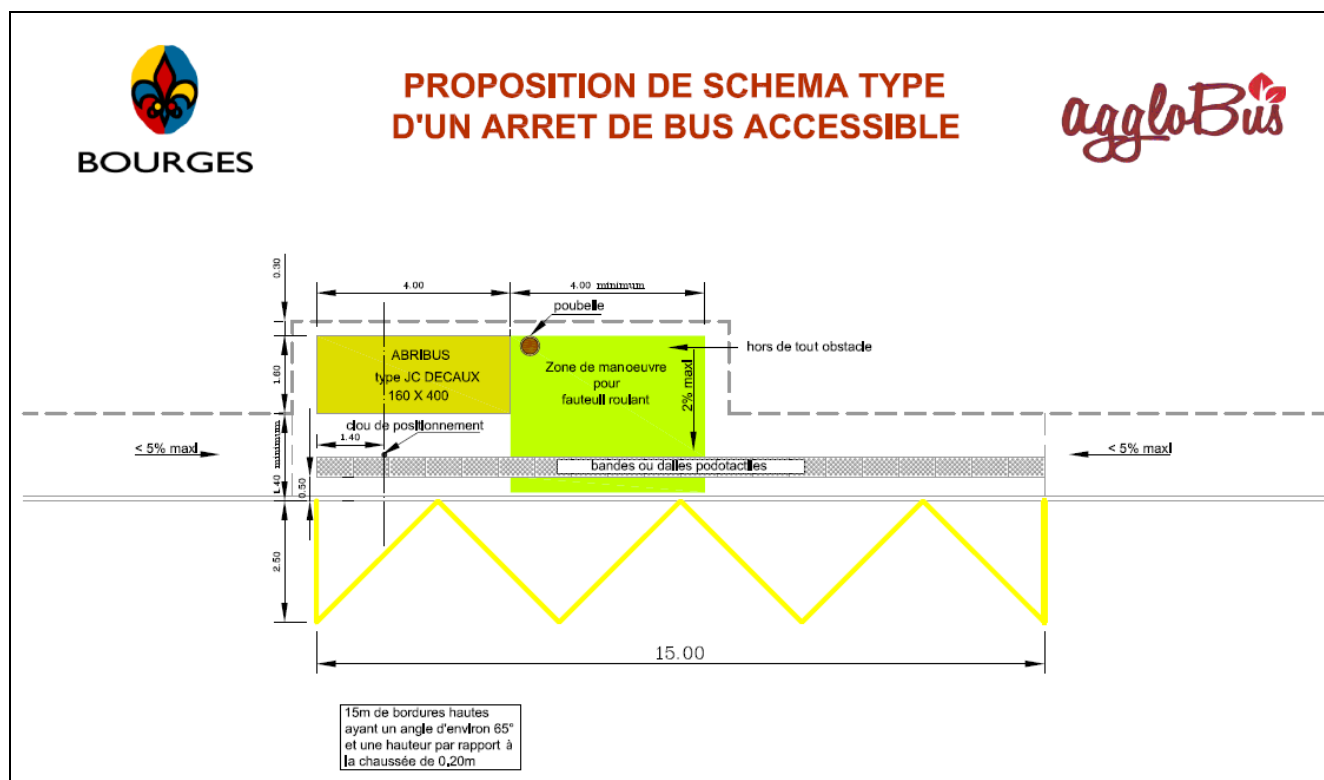 BOURGES
PROPOSITION DE SCHEMA TYPE
D'UN ARRET DE BUS ACCESSIBLE
aggloBus
0.30
4.00
4.00 minimum
poubelle
hors de tout obstacle
ABRIBUS
type JC DECAUX
160 X 400
1.60
Zone de manoeuvre
pour
fauteuil roulant
2% maxi
clou de positionnement
1.40
< 5% maxi
< 5% maxi
1.40 minimum
bandes ou dalles podotactiles
0.50
2.50
15.00
15m de bordures hautes
ayant un angle d'environ 65°
et une hauteur par rapport à
la chaussée de 0,20m